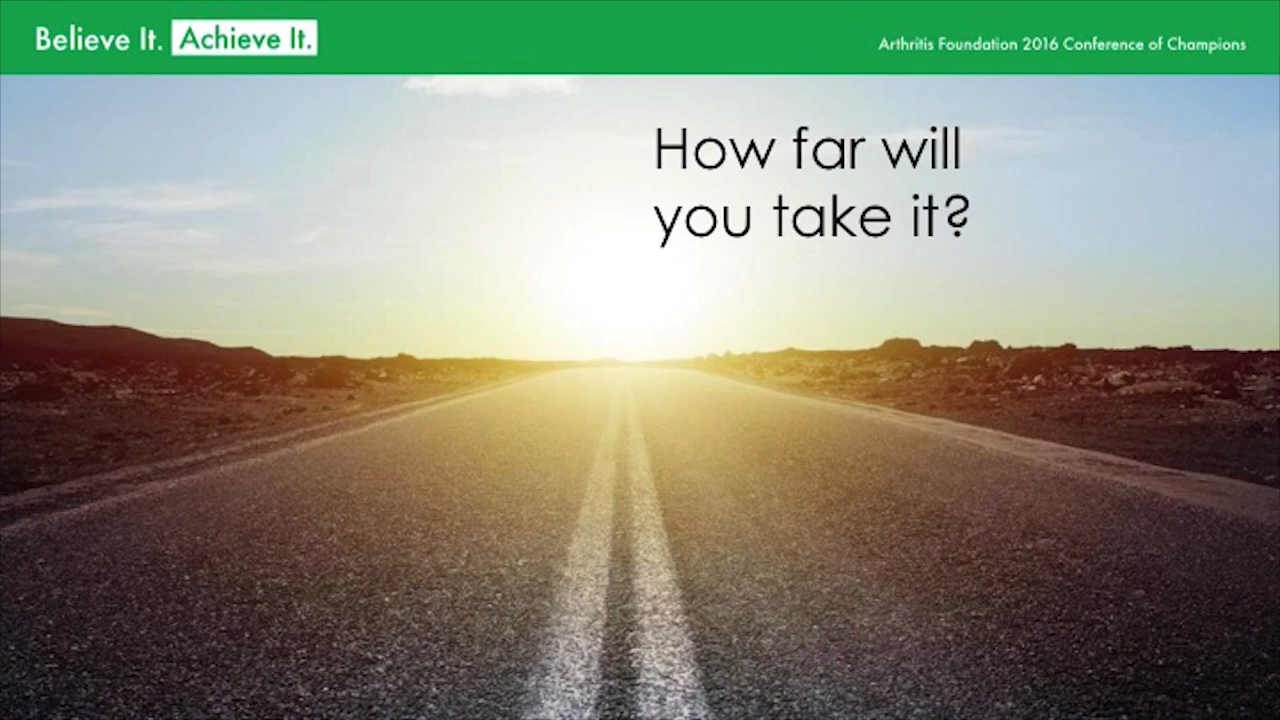 Believe It. Achieve It.
Arthritis Foundation 2016 Conference of Champions
How far will
you take it?